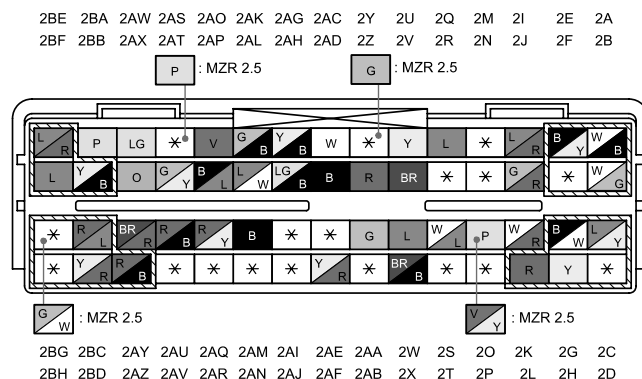 2BE 2BA 2AW 2AS 2AO 2AK 2AG 2AC 2Y 2U 2Q 2M 2I 2E 2A
2BF 2BB 2AX 2AT 2AP 2AL 2AH 2AD 2Z 2V 2R 2N 2J 2F 2B
P : MZR 2.5 G : MZR 2.5
L R P LG * V G B Y B W * Y L * L R B Y W B
L Y B O G Y B L L W LG B B R BR * * G R * W G
* R L BR R R B R Y B * * G L W L P W R B W L Y
* Y R R B * * * * Y R * BR B * * R Y *
G W : MZR 2.5 V Y : MZR 2.5
2BG 2BC 2AY 2AU 2AQ 2AM 2AI 2AE 2AA 2W 2S 2O 2K 2G 2C
2BH 2BD 2AZ 2AV 2AR 2AN 2AJ 2AF 2AB 2X 2T 2P 2L 2H 2D